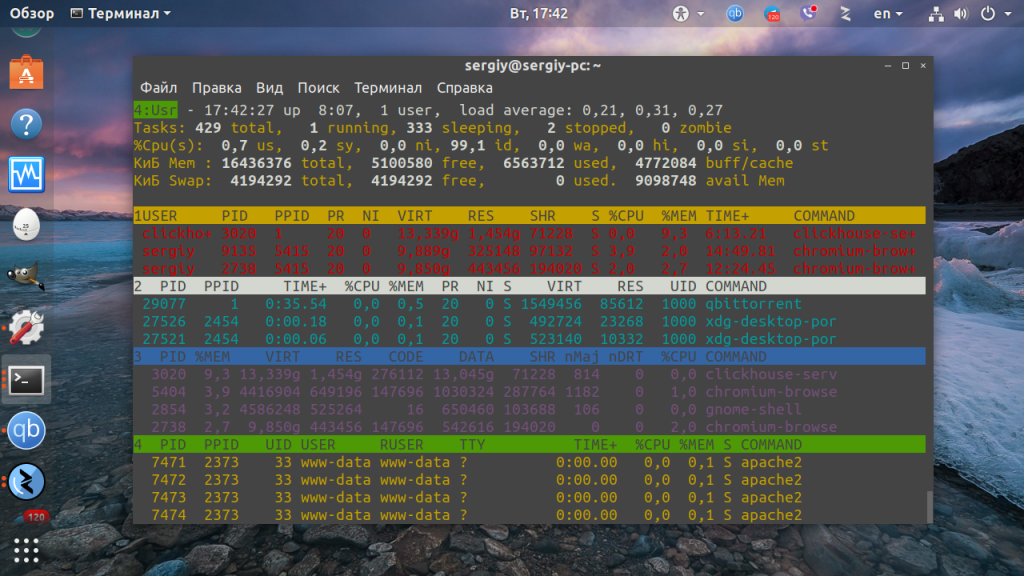 Обзор Терминал Вт, 17:42 en
sergiy@sergiy-pc: ~
Файл Правка Вид Поиск Терминал Справка
4:Usr - 17:42:27 up 8:07, 1 user, load average: 0,21, 0,31, 0,27
Tasks: 429 total, 1 running, 333 sleeping, 2 stopped, 0 zombie
%Cpu(s): 0,7 us, 0,2 sy, 0,0 ni, 99,1 id, 0,0 wa, 0,0 hi, 0,0 si, 0,0 st
КиБ Mem : 16436376 total, 5100580 free, 6563712 used, 4772084 buff/cache
КиБ Swap: 4194292 total, 4194292 free, 0 used. 9098748 avail Mem
1USER PID PPID PR NI VIRT RES SHR S %CPU %MEM TIME+ COMMAND
clickho+ 3020 1 20 0 13,339g 1,454g 71228 S 0,0 9,3 6:13.21 clickhouse-se+
sergiy 9135 5415 20 0 9,889g 325148 97132 S 3,9 2,0 14:49.81 chromium-brow+
sergiy 2738 5415 20 0 9,850g 443456 194020 S 2,0 2,7 12:24.45 chromium-brow+
2 PID PPID TIME+ %CPU %MEM PR NI S VIRT RES UID COMMAND
29077 1 0:35.54 0,0 0,5 20 0 S 1549456 85612 1000 qbittorrent
27526 2454 0:00.18 0,0 0,1 20 0 S 492724 23268 1000 xdg-desktop-por
27521 2454 0:00.06 0,0 0,1 20 0 S 523140 10332 1000 xdg-desktop-por
3 PID %MEM VIRT RES CODE DATA SHR nMaj nDRT %CPU COMMAND
3020 9,3 13,339g 1,454g 276112 13,045g 71228 814 0 0,0 clickhouse-serv
5404 3,9 4416904 649196 147696 1030324 287764 1182 0 1,0 chromium-browse
2854 3,2 4586248 525264 16 650460 103688 106 0 0,0 gnome-shell
2738 2,7 9,850g 443456 147696 542616 194020 0 0 2,0 chromium-browse
4 PID PPID UID USER RUSER TTY TIME+ %CPU %MEM S COMMAND
7471 2373 33 www-data www-data ? 0:00.00 0,0 0,1 S apache2
7472 2373 33 www-data www-data ? 0:00.00 0,0 0,1 S apache2
7473 2373 33 www-data www-data ? 0:00.00 0,0 0,1 S apache2
7474 2373 33 www-data www-data ? 0:00.00 0,0 0,1 S apache2
qb
120
qb
120